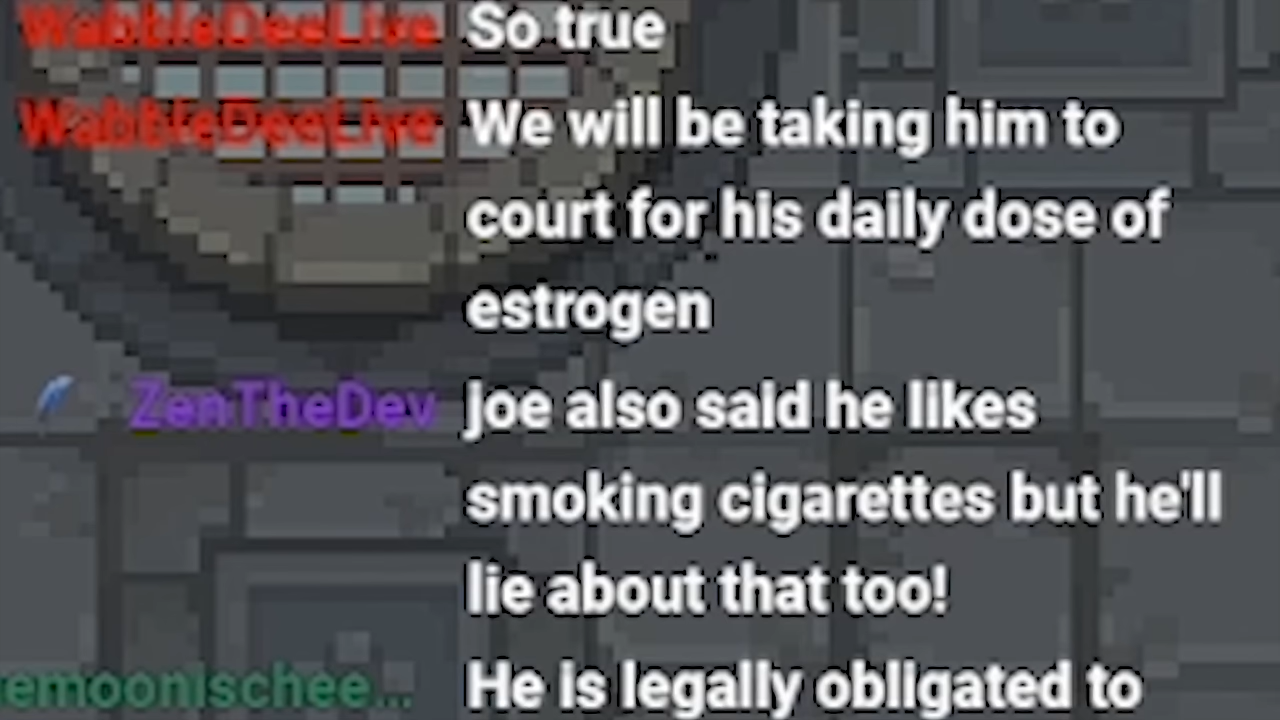 WabbleDeeLive So true
WabbleDeeLive We will be taking him to
court for his daily dose of
estrogen
ZenTheDev joe also said he likes
smoking cigarettes but he'll
lie about that too!
emoonischee... He is legally obligated to